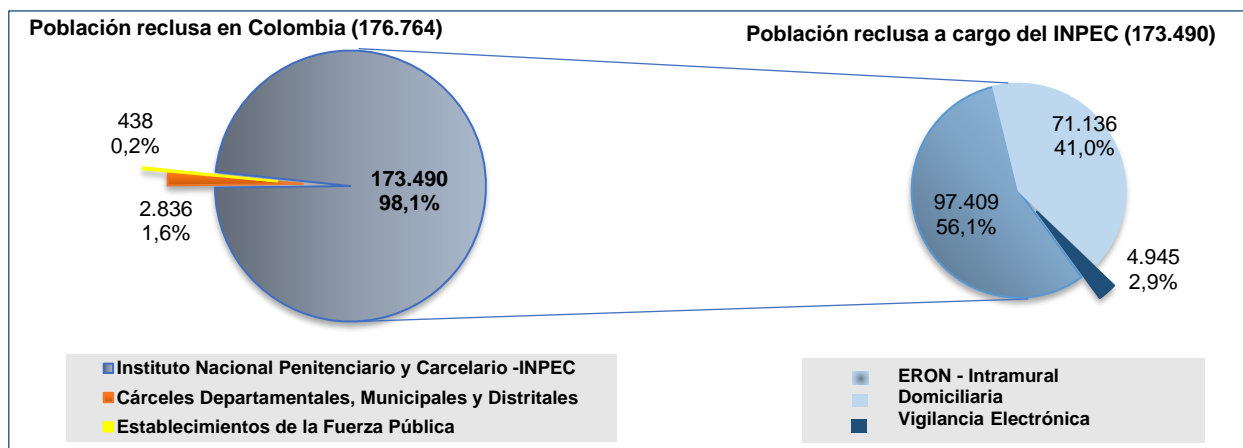 Población reclusa en Colombia (176.764)
438
0,2%
2.836
1,6%
173.490
98,1%
Instituto Nacional Penitenciario y Carcelario -INPEC
Cárceles Departamentales, Municipales y Distritales
Establecimientos de la Fuerza Pública
Población reclusa a cargo del INPEC (173.490)
71.136
41,0%
97.409
56,1%
4.945
2,9%
ERON - Intramural
Domiciliaria
Vigilancia Electrónica